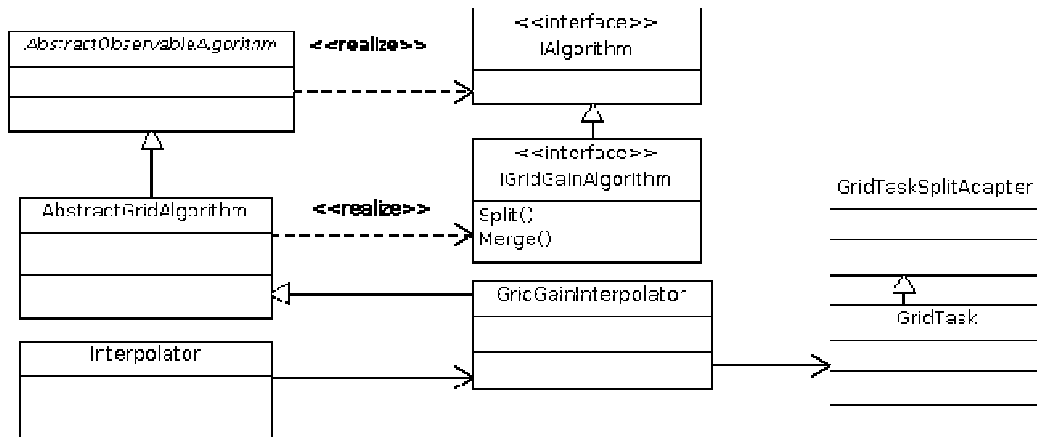 <<interface>>
IAlgorithm
AbstractObservableAlgorithm
<<realize>>
<<interface>>
IGridGainAlgorithm
Split()
Merge()
GridTaskSplitAdapter
AbstractGridAlgorithm
<<realize>>
GridGainInterpolator
GridTask
Interpolator